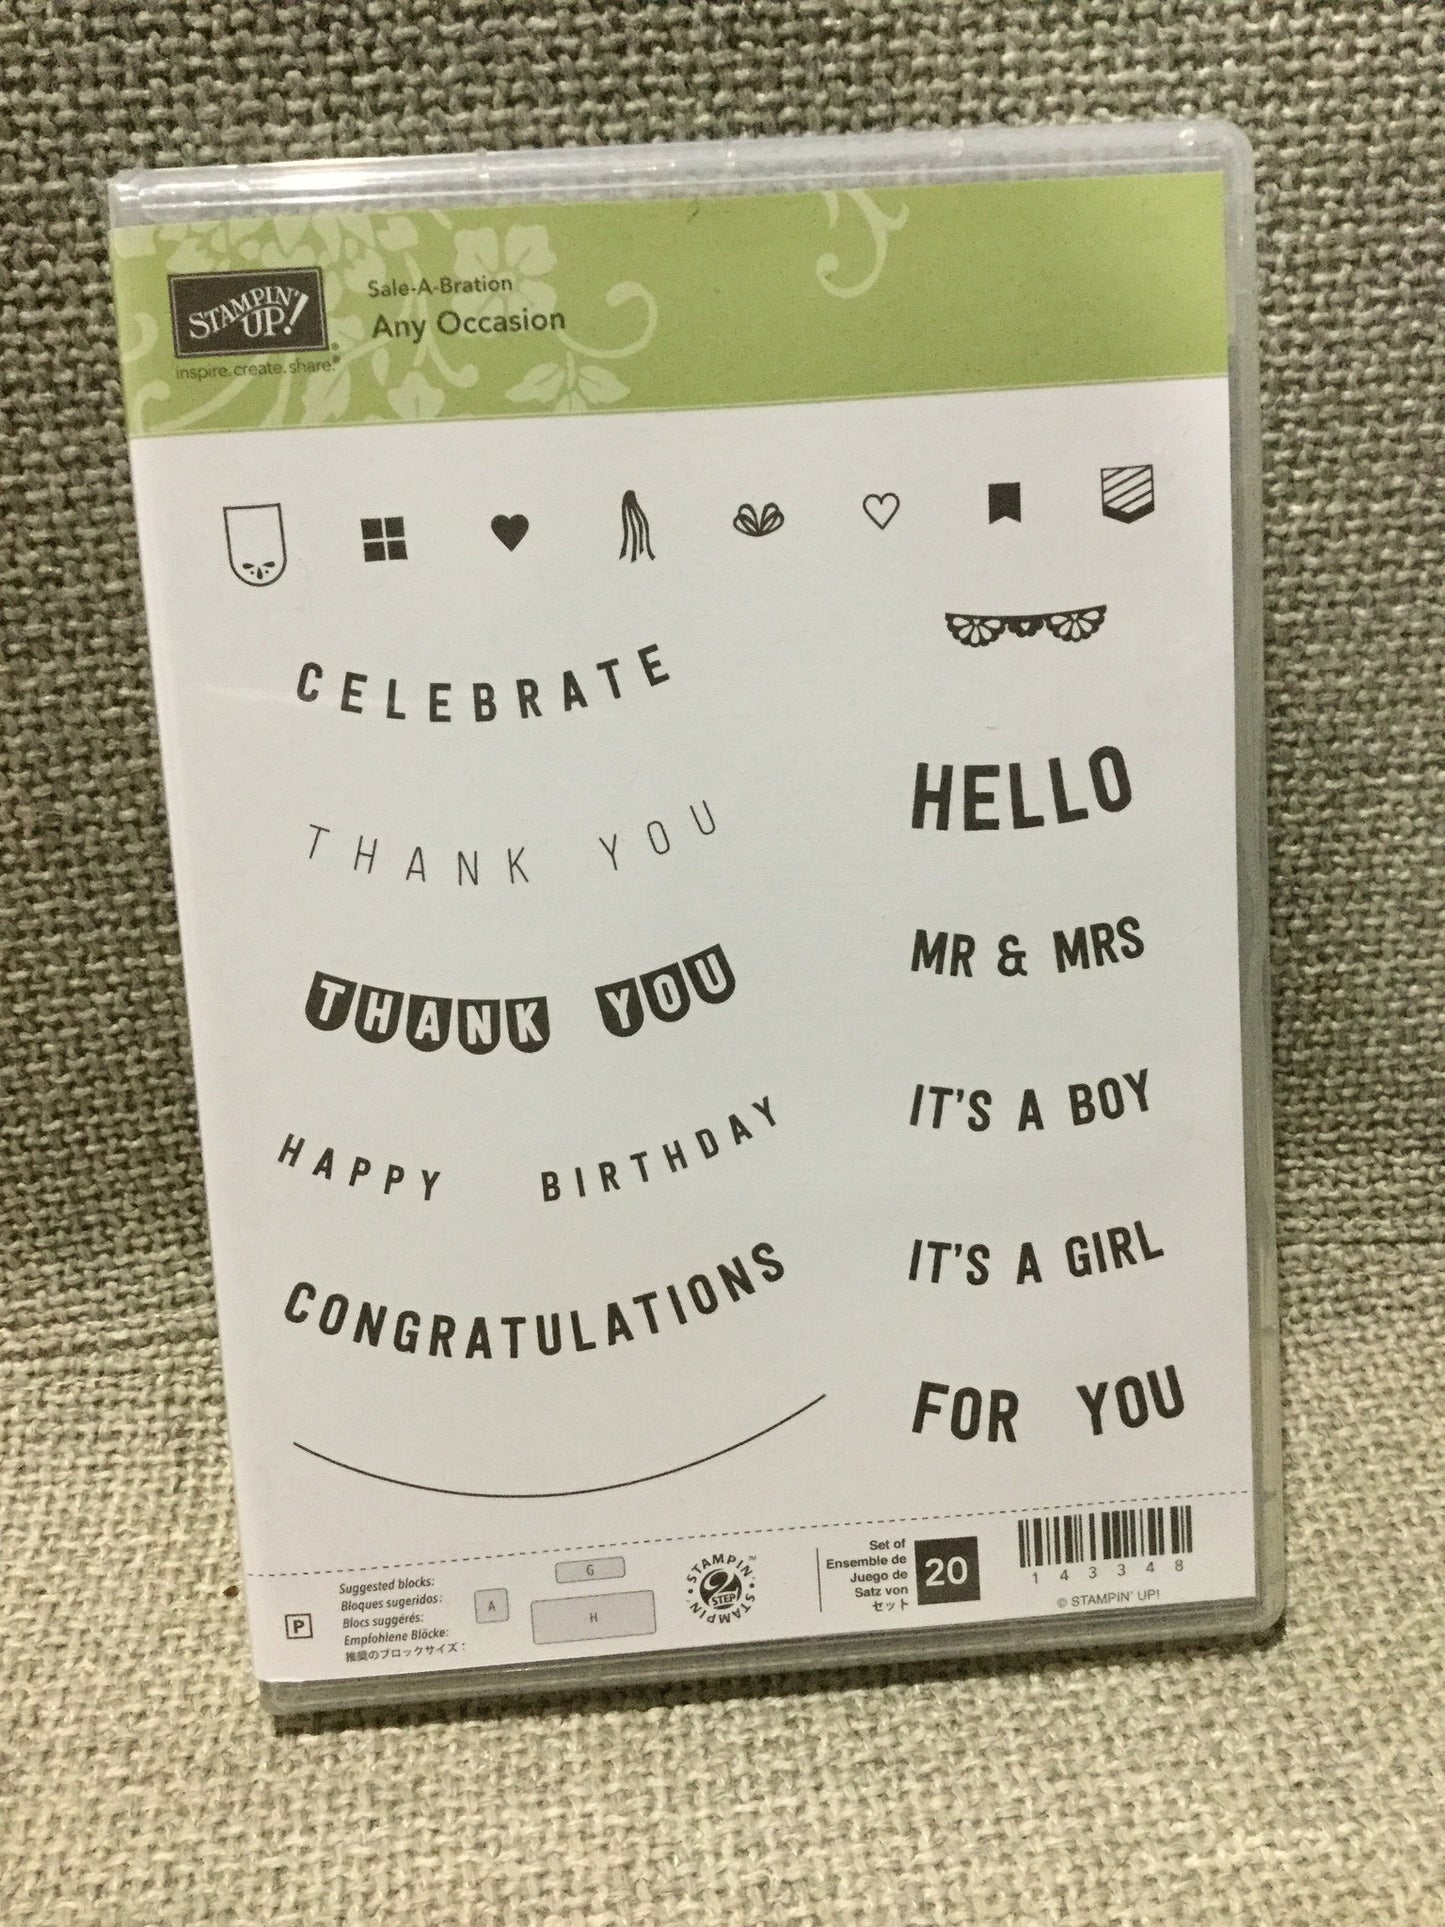 STAMPIN' UP!
inspire.create.share.
Sale-A-Bration
Any Occasion
CELEBRATE
THANK YOU
THANK YOU
HAPPY BIRTHDAY
CONGRATULATIONS
HELLO
MR & MRS
IT'S A BOY
IT'S A GIRL
FOR YOU
P
Suggested blocks:
Bloques sugeridos:
Blocs suggérés:
Empfohlene Blöcke:
推奨のブロックサイズ：
A
G
H
STAMPIN' 2 STEP STAMPIN' ™
Set of
Ensemble de
Juego de
Satz von
セット
20
143348
© STAMPIN' UP!